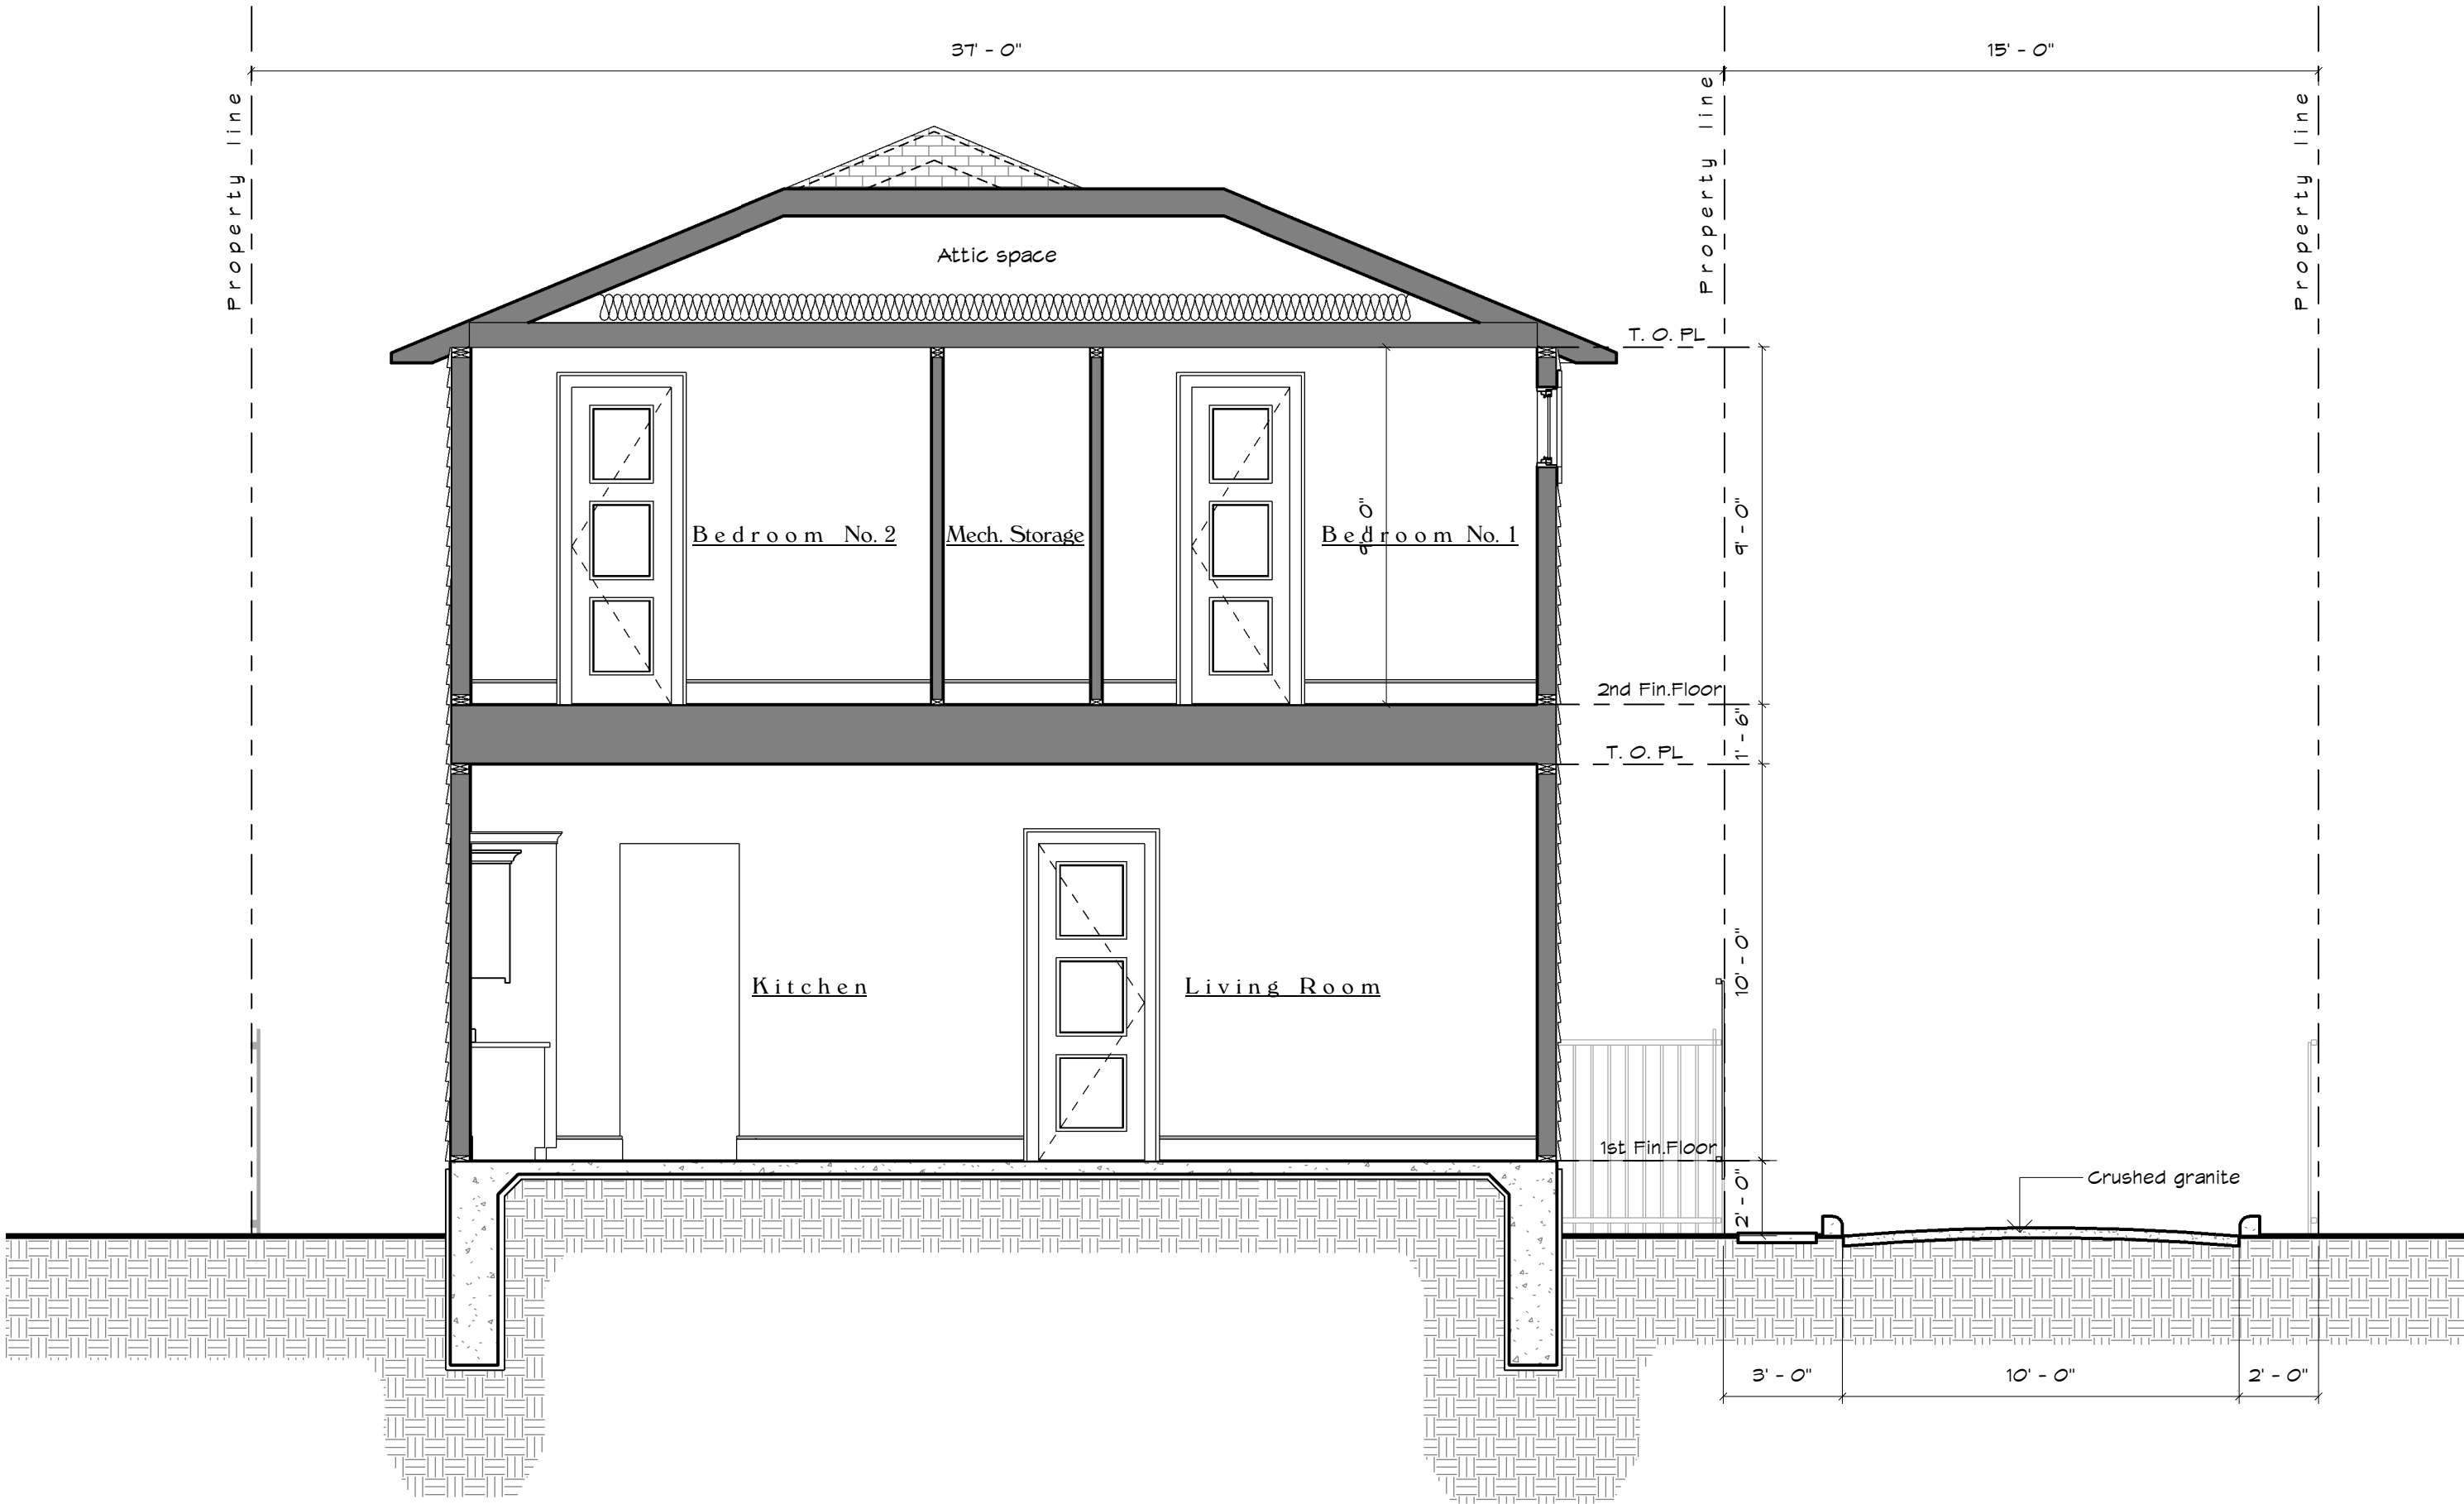 37' - 0"
15' - 0"
Property line
Property line
Property line
Attic space
T. O. PL
9' - 0"
9' - 0"
Bedroom No. 2
Mech. Storage
Bedroom No. 1
2nd Fin.Floor
1' - 6"
T. O. PL
10' - 0"
Kitchen
Living Room
1st Fin.Floor
2' - 0"
Crushed granite
3' - 0"
10' - 0"
2' - 0"